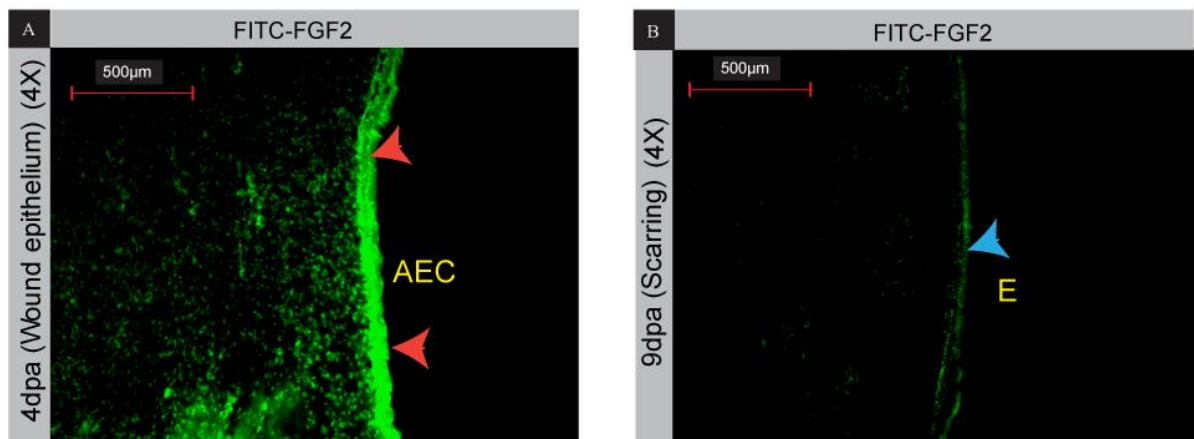 A
FITC-FGF2
4dpa (Wound epithelium) (4X)
500µm
AEC
B
FITC-FGF2
9dpa (Scarring) (4X)
500µm
E